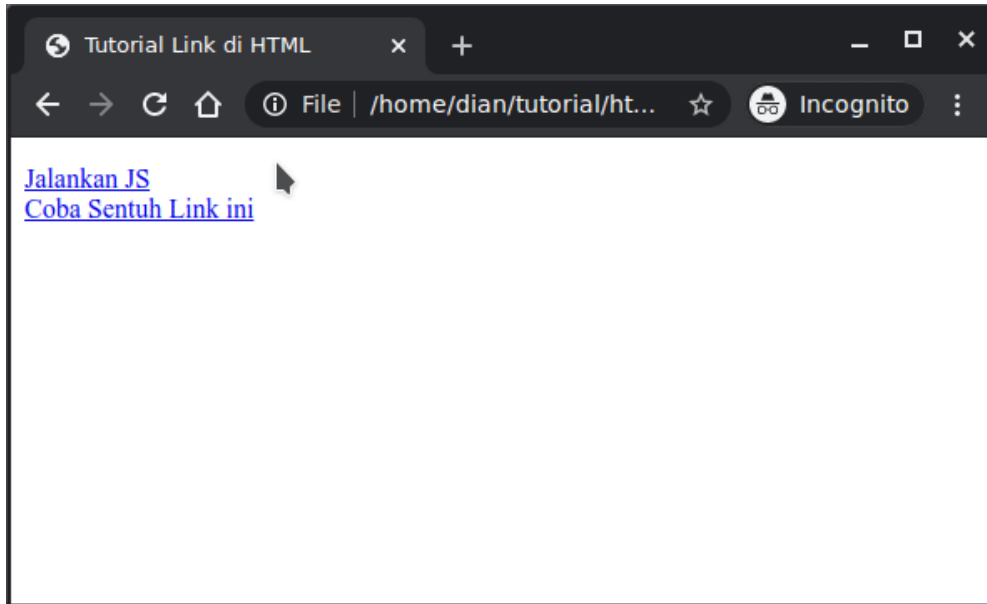 Tutorial Link di HTML
File /home/dian/tutorial/ht... Incognito
Jalankan JS
Coba Sentuh Link ini